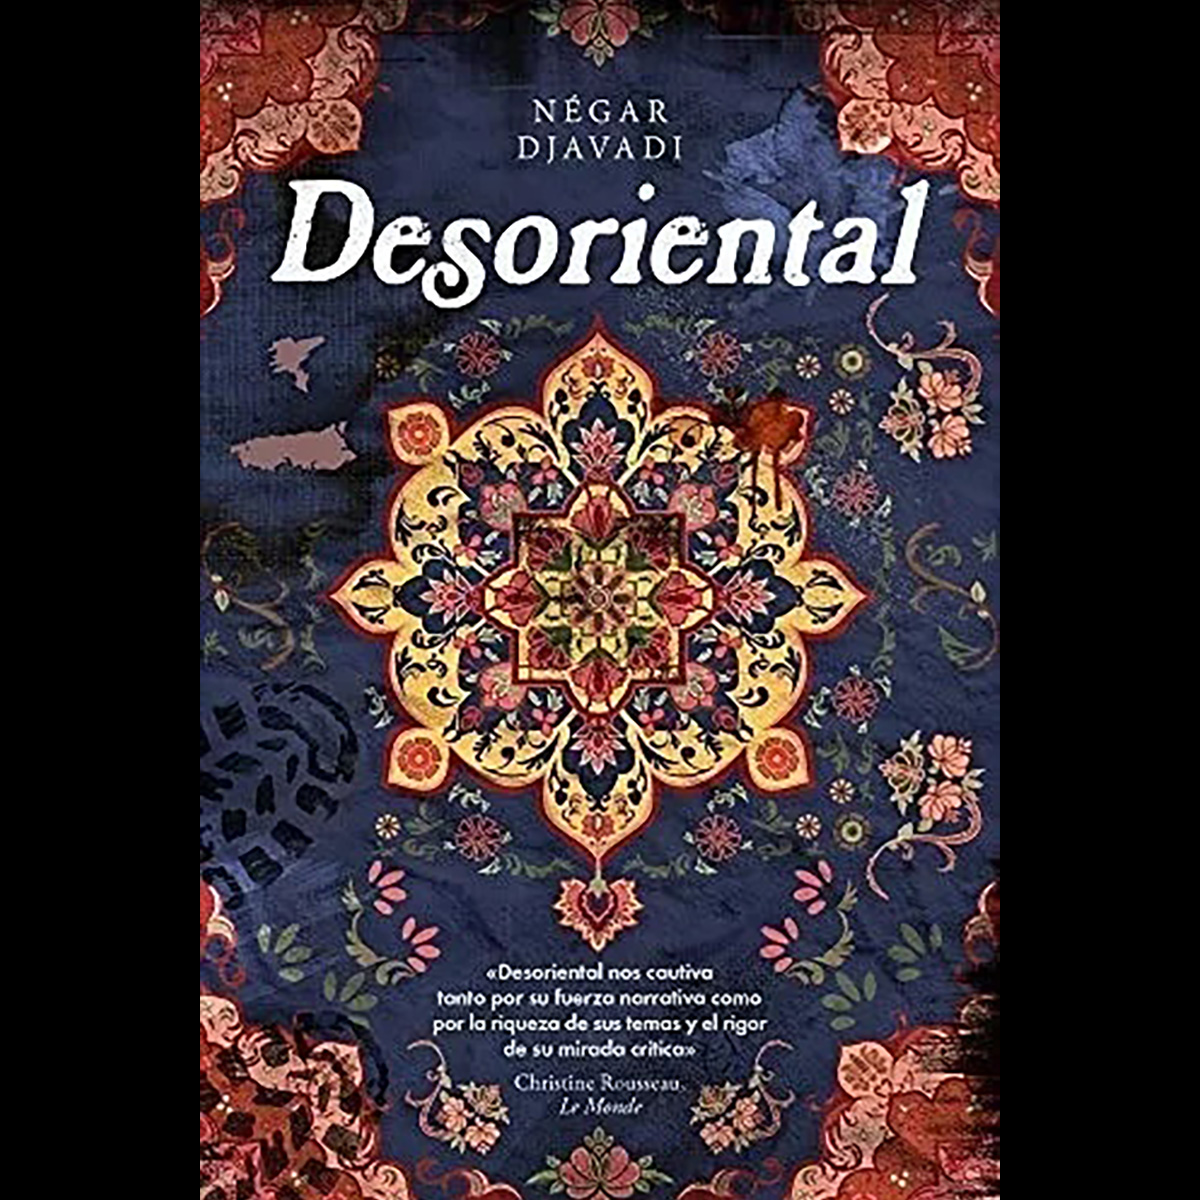 NÉGAR
DJAVADI
Desoriental
«Desoriental nos cautiva
tanto por su fuerza narrativa como
por la riqueza de sus temas y el rigor
de su mirada crítica»
Christine Rousseau,
Le Monde